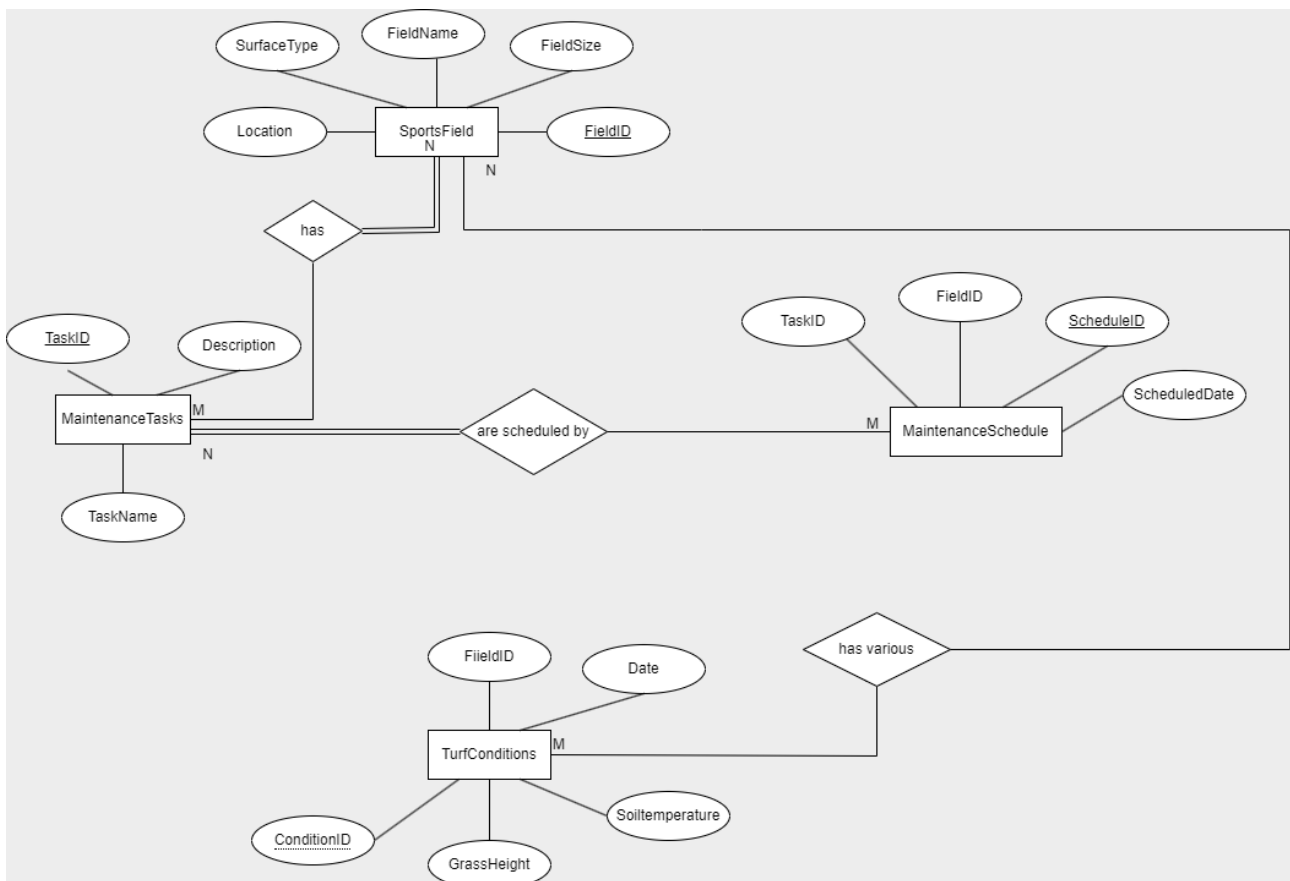 FieldName
SurfaceType
FieldSize
Location
SportsField
FieldID
N
N
has
FieldID
TaskID
ScheduleID
TaskID
Description
ScheduledDate
MaintenanceTasks
M
are scheduled by
M
MaintenanceSchedule
N
TaskName
has various
FiieldID
Date
TurfConditions
M
Soiltemperature
ConditionID
GrassHeight